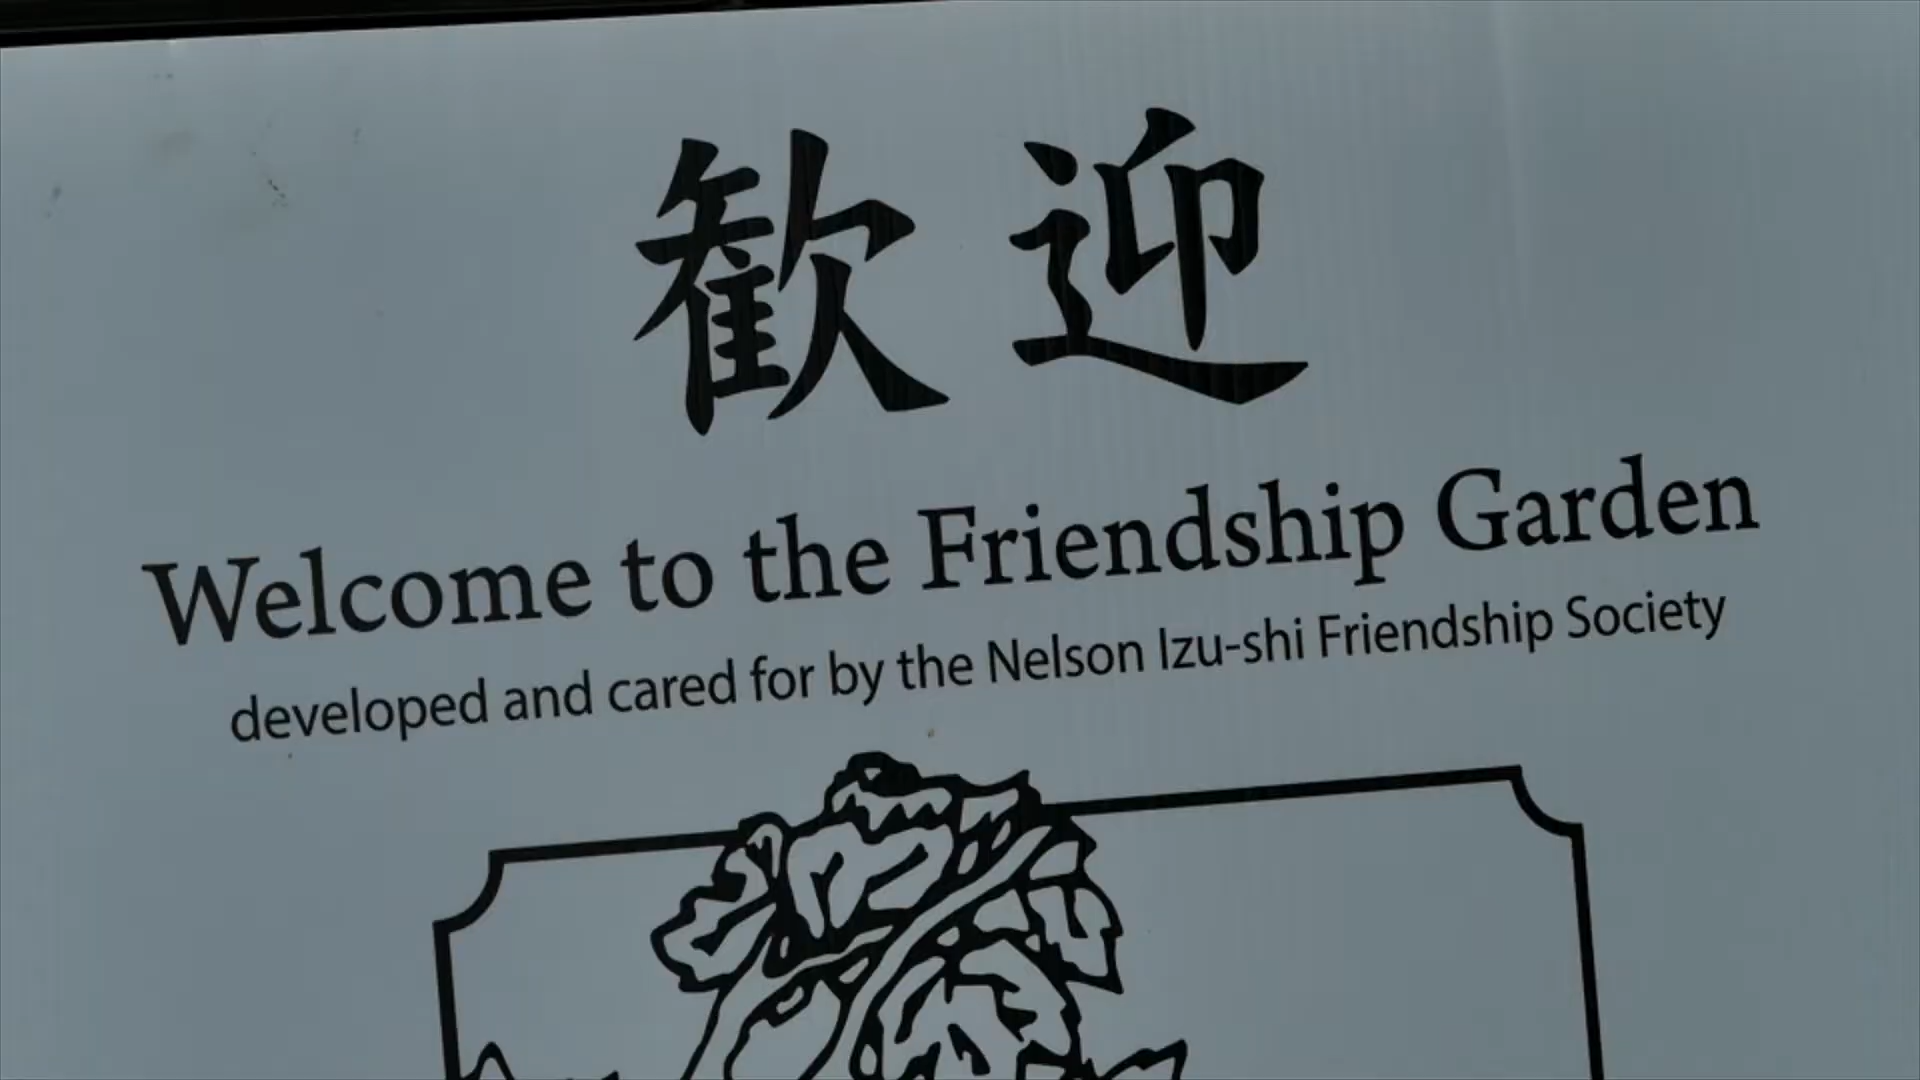 歓迎
Welcome to the Friendship Garden
developed and cared for by the Nelson Izu-shi Friendship Society